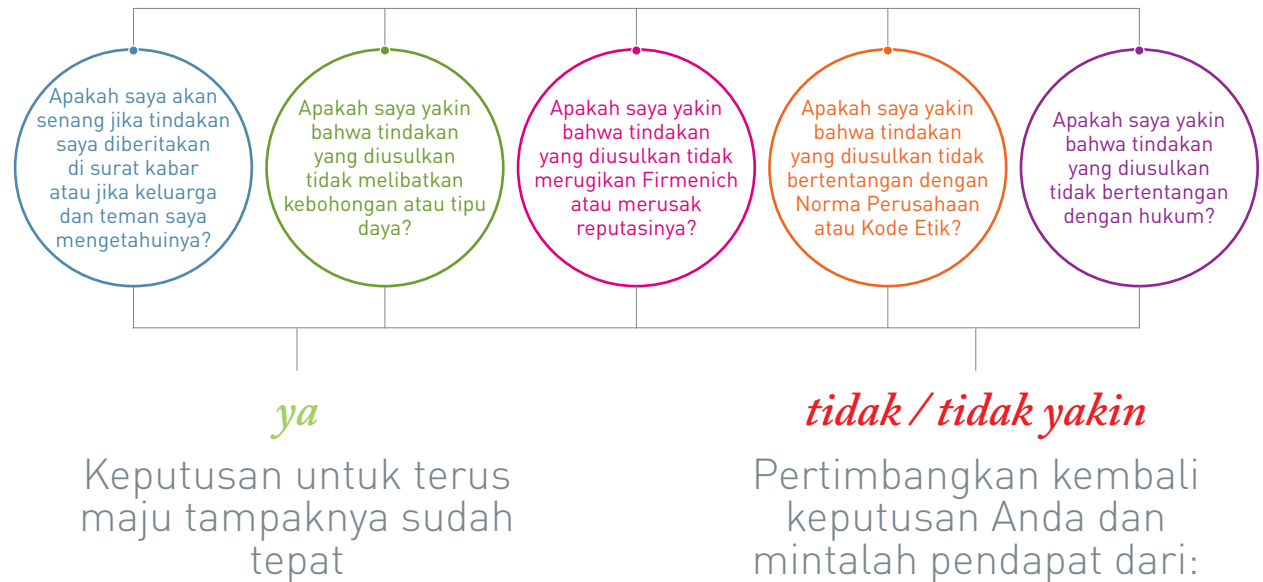 Apakah saya akan
senang jika tindakan
saya diberitakan
di surat kabar
atau jika keluarga
dan teman saya
mengetahuinya?
Apakah saya yakin
bahwa tindakan
yang diusulkan
tidak melibatkan
kebohongan atau tipu
daya?
Apakah saya yakin
bahwa tindakan
yang diusulkan tidak
merugikan Firmenich
atau merusak
reputasinya?
Apakah saya yakin
bahwa tindakan
yang diusulkan tidak
bertentangan dengan
Norma Perusahaan
atau Kode Etik?
Apakah saya yakin
bahwa tindakan
yang diusulkan
tidak bertentangan
dengan hukum?
ya
Keputusan untuk terus
maju tampaknya sudah
tepat
tidak / tidak yakin
Pertimbangkan kembali
keputusan Anda dan
mintalah pendapat dari: